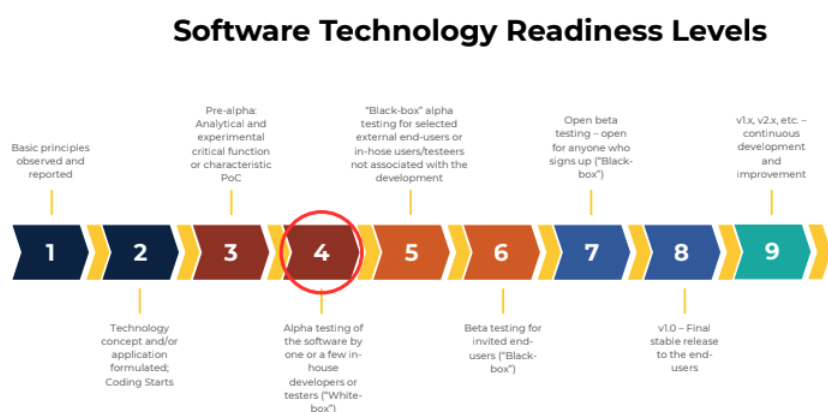 Software Technology Readiness Levels
Basic principles
observed and
reported
Pre-alpha:
Analytical and
experimental
critical function
or characteristic
PoC
"Black-box" alpha
testing for selected
external end-users or
in-hose users/testeers
not associated with the
development
Open beta
testing – open
for anyone who
signs up ("Black-
box")
v1.x, v2.x, etc. –
continuous
development
and
improvement
1
2
3
4
5
6
7
8
9
Technology
concept and/or
application
formulated;
Coding Starts
Alpha testing of
the software by
one or a few in-
house
developers or
testers ("White-
box")
Beta testing for
invited end-
users ("Black-
box")
v1.0 – Final
stable release
to the end-
users